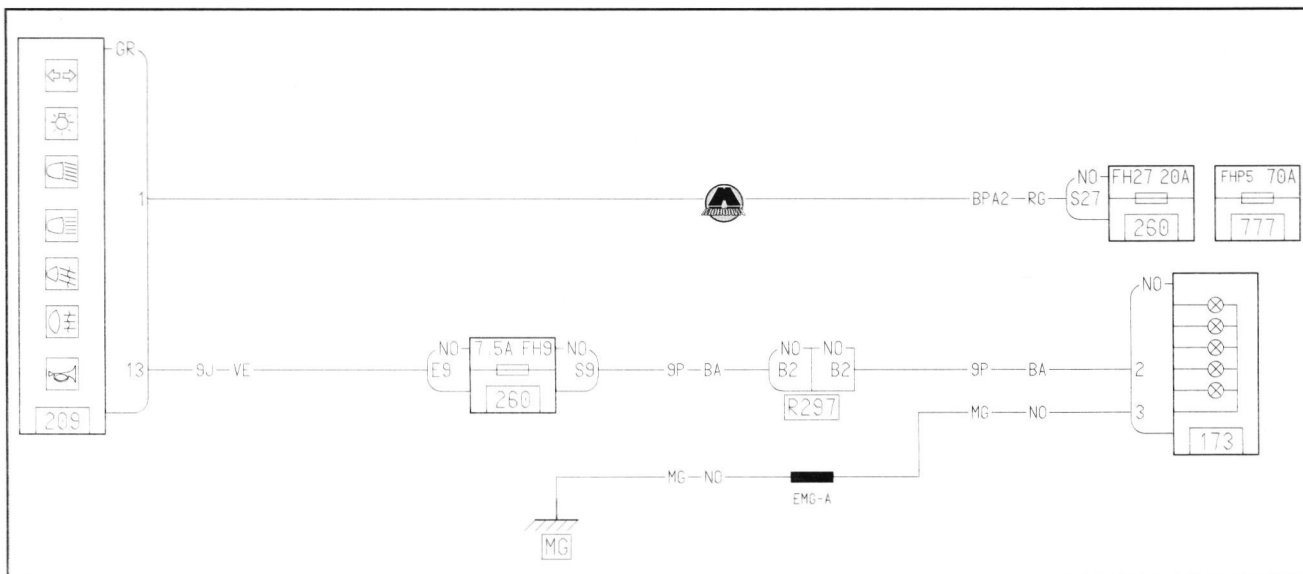 GR
1
BPA2 RG
NO
S27
FH27 20A
260
FHP5 70A
777
NO
13
9J VE
NO
E9
7.5A FH9
260
NO
S9
9P BA
NO
B2
NO
B2
R297
9P BA
2
MG NO
3
173
209
MG NO
EMG-A
MG